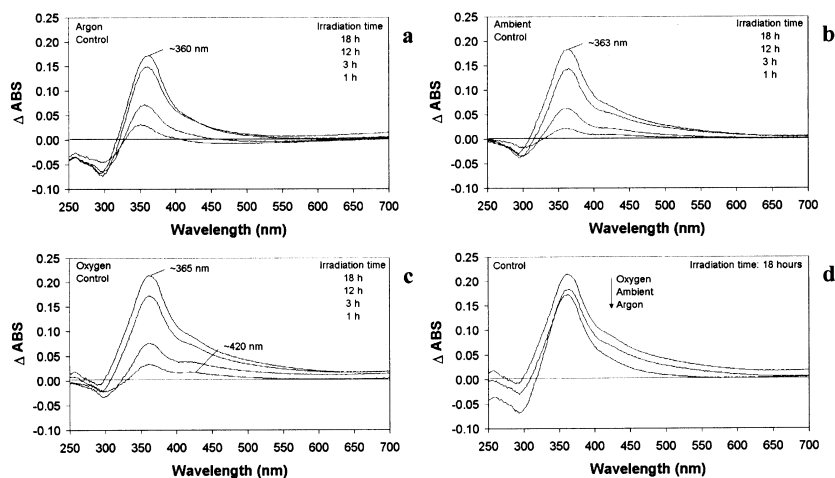 a
Argon
Control
~360 nm
Irradiation time
18 h
12 h
3 h
1 h
Δ ABS
0.25
0.20
0.15
0.10
0.05
0.00
-0.05
-0.10
250 300 350 400 450 500 550 600 650 700
Wavelength (nm)
b
Ambient
Control
~363 nm
Irradiation time
18 h
12 h
3 h
1 h
Δ ABS
0.25
0.20
0.15
0.10
0.05
0.00
-0.05
-0.10
250 300 350 400 450 500 550 600 650 700
Wavelength (nm)
c
Oxygen
Control
~365 nm
~420 nm
Irradiation time
18 h
12 h
3 h
1 h
Δ ABS
0.25
0.20
0.15
0.10
0.05
0.00
-0.05
-0.10
250 300 350 400 450 500 550 600 650 700
Wavelength (nm)
d
Control
Irradiation time: 18 hours
Oxygen
Ambient
Argon
Δ ABS
0.25
0.20
0.15
0.10
0.05
0.00
-0.05
-0.10
250 300 350 400 450 500 550 600 650 700
Wavelength (nm)